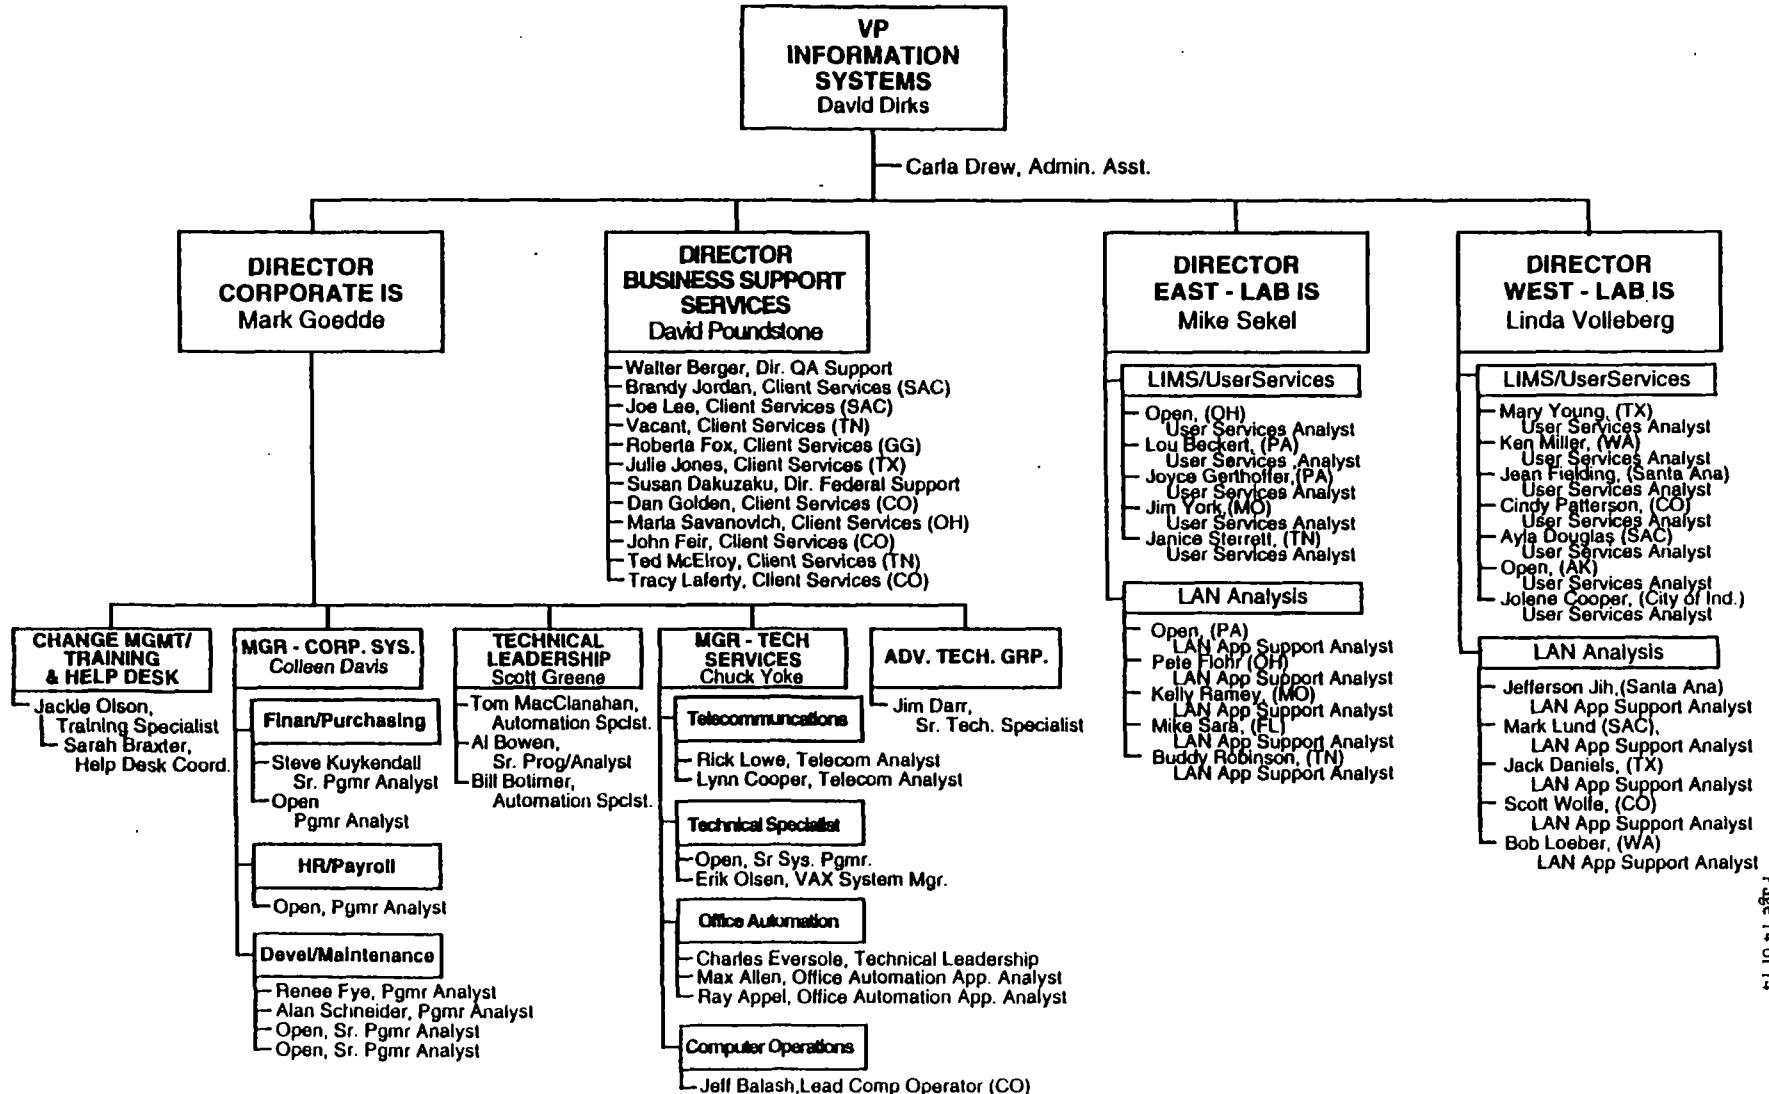 VP
INFORMATION
SYSTEMS
David Dirks
Carla Drew, Admin. Asst.
DIRECTOR
CORPORATE IS
Mark Goedde
DIRECTOR
BUSINESS SUPPORT
SERVICES
David Poundstone
Walter Berger, Dir. QA Support
Brandy Jordan, Client Services (SAC)
Joe Lee, Client Services (SAC)
Vacant, Client Services (TN)
Roberta Fox, Client Services (GG)
Julie Jones, Client Services (TX)
Susan Dakuzaku, Dir. Federal Support
Dan Golden, Client Services (CO)
Marla Savanovich, Client Services (OH)
John Feir, Client Services (CO)
Ted McElroy, Client Services (TN)
Tracy Laferty, Client Services (CO)
DIRECTOR
EAST - LAB IS
Mike Sekel
LIMS/UserServices
Open, (OH)
User Services Analyst
Lou Beckert, (PA)
User Services Analyst
Joyce Gerthoffer, (PA)
User Services Analyst
Jim York, (MO)
User Services Analyst
Janice Sterrett, (TN)
User Services Analyst
LAN Analysis
Open, (PA)
LAN App Support Analyst
Pete Flohr (OH)
LAN App Support Analyst
Kelly Ramey, (MO)
LAN App Support Analyst
Mike Sara, (FL)
LAN App Support Analyst
Buddy Robinson, (TN)
LAN App Support Analyst
DIRECTOR
WEST - LAB IS
Linda Volleberg
LIMS/UserServices
Mary Young, (TX)
User Services Analyst
Ken Miller, (WA)
User Services Analyst
Jean Fielding, (Santa Ana)
User Services Analyst
Cindy Patterson, (CO)
User Services Analyst
Ayla Douglas (SAC)
User Services Analyst
Open, (AK)
User Services Analyst
Jolene Cooper, (City of Ind.)
User Services Analyst
LAN Analysis
Jefferson Jih,(Santa Ana)
LAN App Support Analyst
Mark Lund (SAC),
LAN App Support Analyst
Jack Daniels, (TX)
LAN App Support Analyst
Scott Wolfe, (CO)
LAN App Support Analyst
Bob Loeber, (WA)
LAN App Support Analyst
CHANGE MGMT/
TRAINING
& HELP DESK
Jackie Olson,
Training Specialist
Sarah Braxter,
Help Desk Coord.
MGR - CORP. SYS.
Colleen Davis
Finan/Purchasing
Steve Kuykendall
Sr. Pgmr Analyst
Open
Pgmr Analyst
HR/Payroll
Open, Pgmr Analyst
Devel/Maintenance
Renee Fye, Pgmr Analyst
Alan Schneider, Pgmr Analyst
Open, Sr. Pgmr Analyst
Open, Sr. Pgmr Analyst
TECHNICAL
LEADERSHIP
Scott Greene
Tom MacClanahan,
Automation Spclst.
Al Bowen,
Sr. Prog/Analyst
Bill Bolimer,
Automation Spclst.
MGR - TECH
SERVICES
Chuck Yoke
Telecommuncations
Rick Lowe, Telecom Analyst
Lynn Cooper, Telecom Analyst
Technical Specialist
Open, Sr Sys. Pgmr.
Erik Olsen, VAX System Mgr.
Office Automation
Charles Eversole, Technical Leadership
Max Allen, Office Automation App. Analyst
Ray Appel, Office Automation App. Analyst
Computer Operations
Jeff Balash,Lead Comp Operator (CO)
ADV. TECH. GRP.
Jim Darr,
Sr. Tech. Specialist